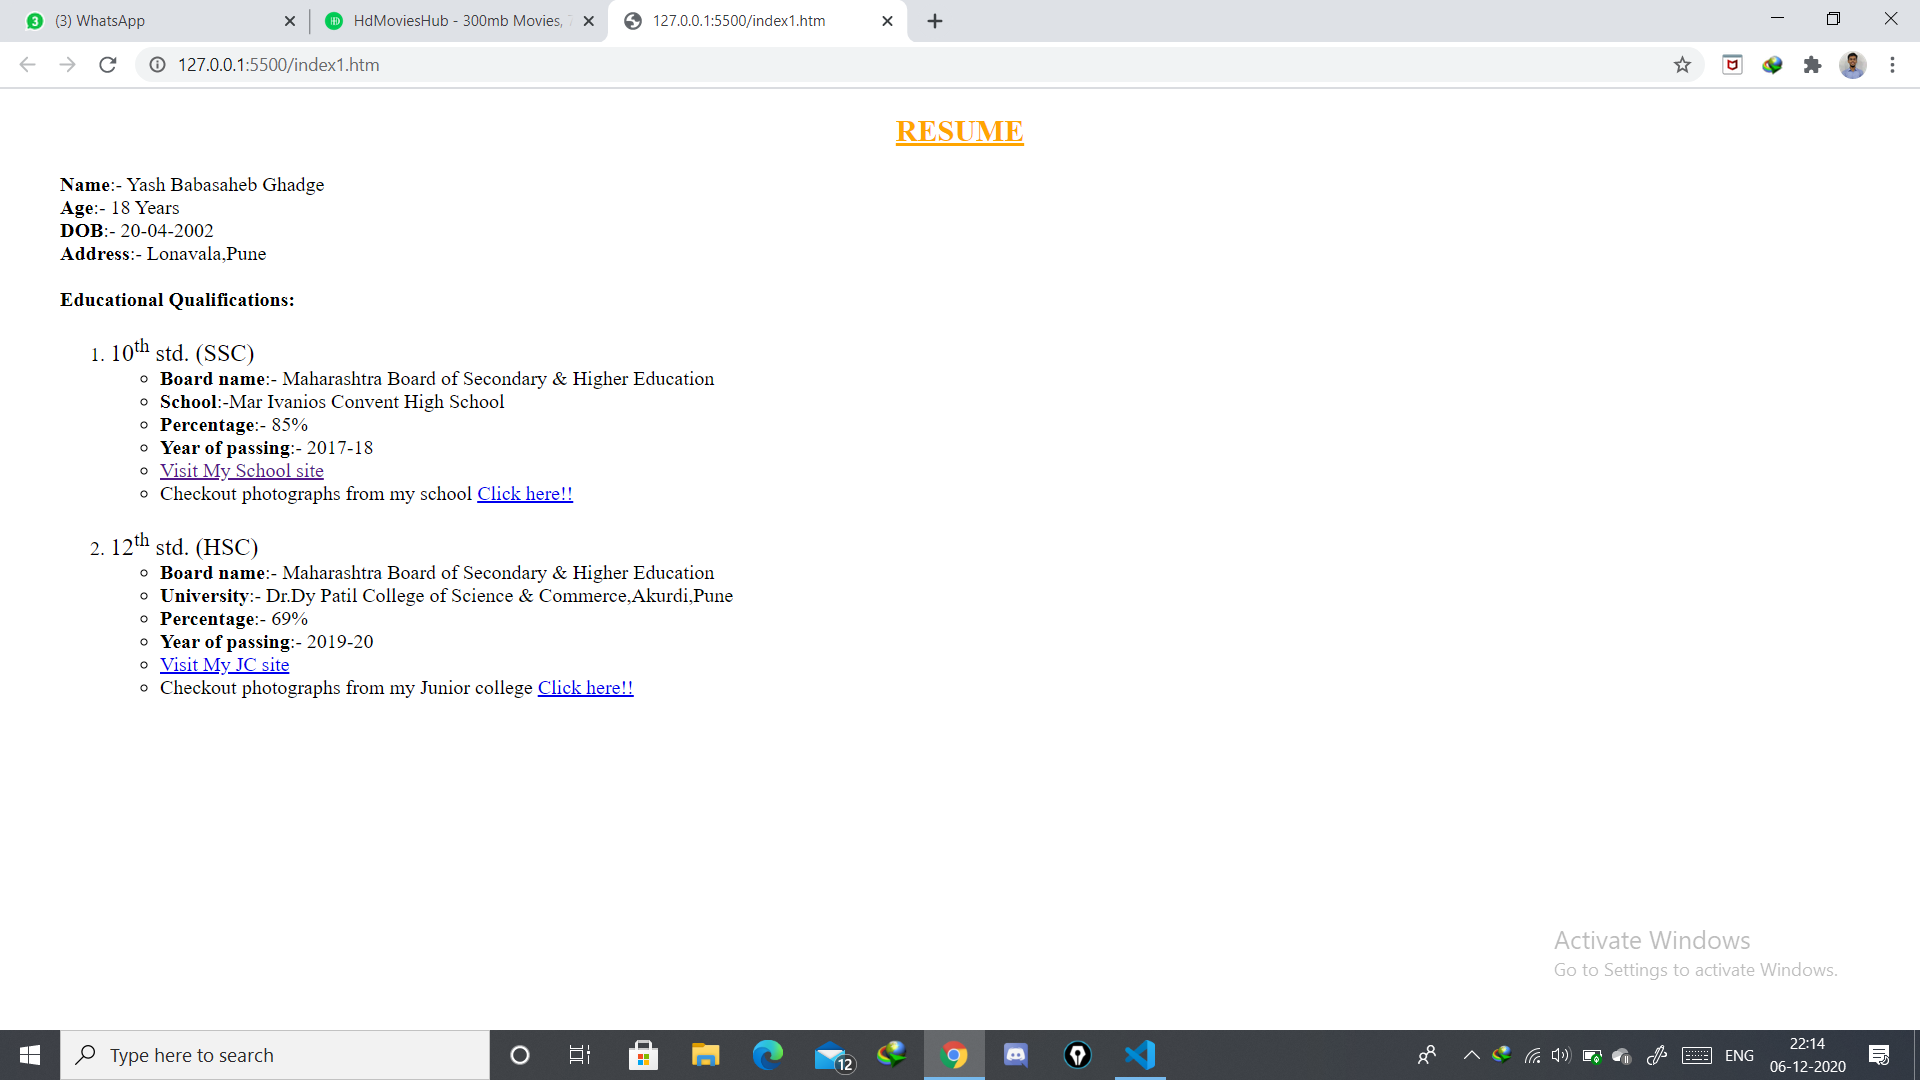 (3) WhatsApp
HdMoviesHub - 300mb Movies,
127.0.0.1:5500/index1.htm
127.0.0.1:5500/index1.htm
RESUME
Name:- Yash Babasaheb Ghadge
Age:- 18 Years
DOB:- 20-04-2002
Address:- Lonavala,Pune
Educational Qualifications:
1. 10th std. (SSC)
Board name:- Maharashtra Board of Secondary & Higher Education
School:-Mar Ivanios Convent High School
Percentage:- 85%
Year of passing:- 2017-18
Visit My School site
Checkout photographs from my school Click here!!
2. 12th std. (HSC)
Board name:- Maharashtra Board of Secondary & Higher Education
University:- Dr.Dy Patil College of Science & Commerce,Akurdi,Pune
Percentage:- 69%
Year of passing:- 2019-20
Visit My JC site
Checkout photographs from my Junior college Click here!!
Activate Windows
Go to Settings to activate Windows.
Type here to search
12
ENG
22:14
06-12-2020